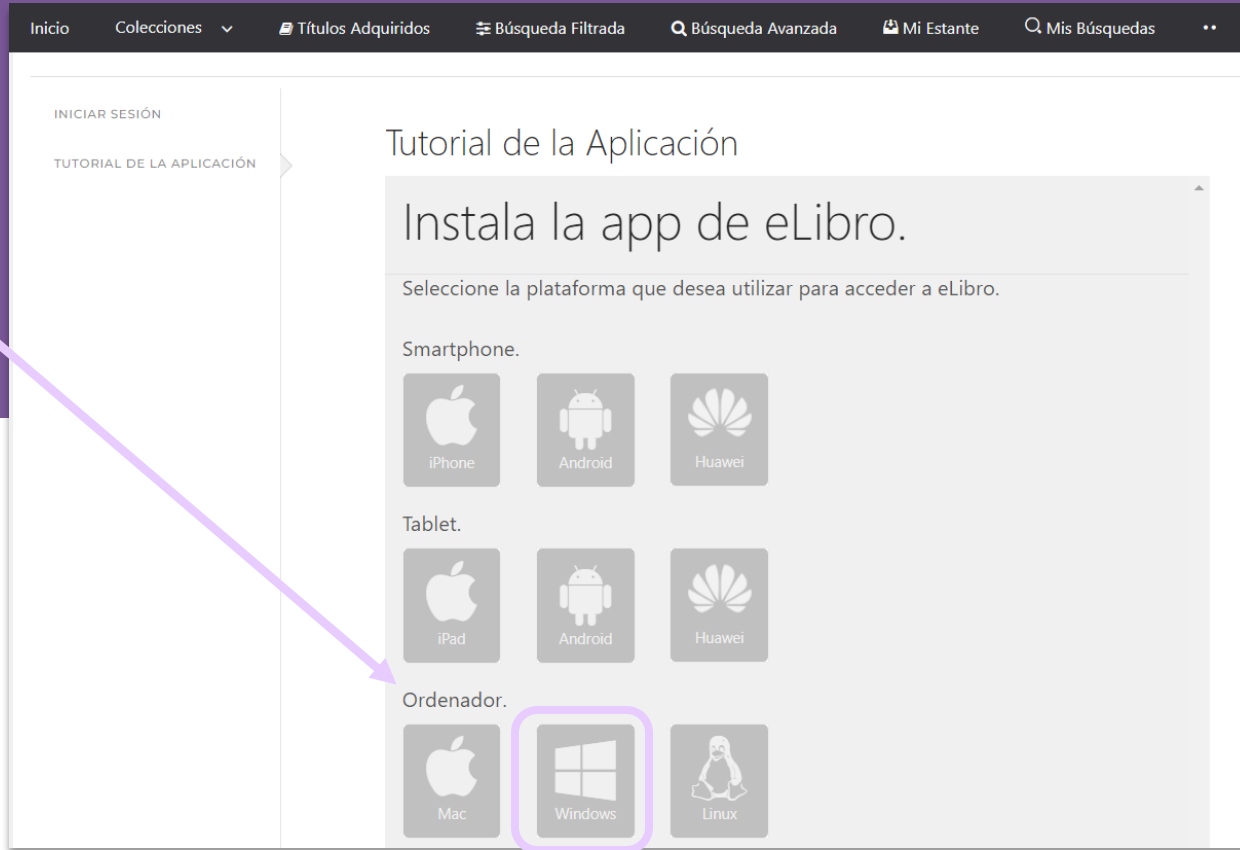 Inicio Colecciones Títulos Adquiridos Búsqueda Filtrada Búsqueda Avanzada Mi Estante Mis Búsquedas
INICIAR SESIÓN
TUTORIAL DE LA APLICACIÓN
Tutorial de la Aplicación
Instala la app de eLibro.
Seleccione la plataforma que desea utilizar para acceder a eLibro.
Smartphone.
iPhone Android Huawei
Tablet.
iPad Android Huawei
Ordenador.
Mac Windows Linux